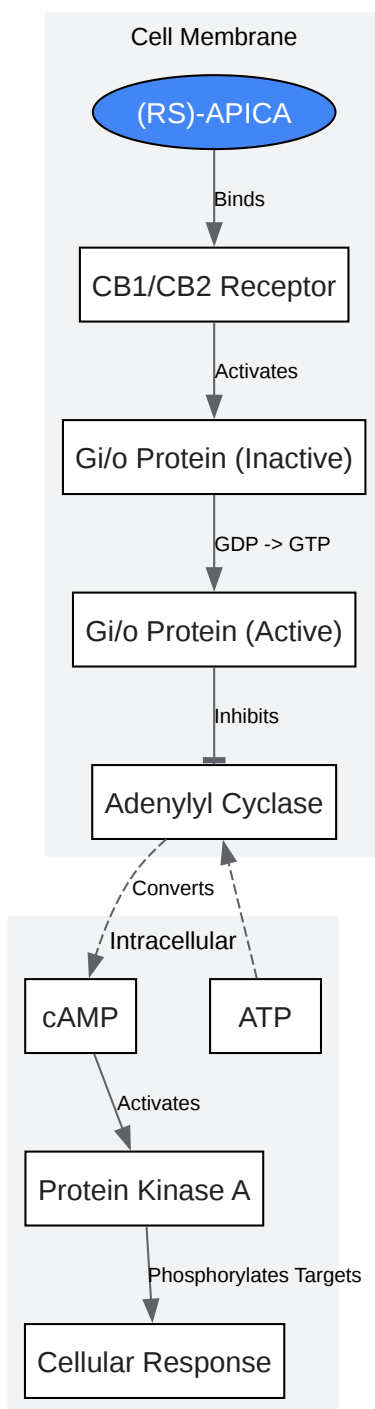 Cell Membrane
(RS)-APICA
Binds
CB1/CB2 Receptor
Activates
Gi/o Protein (Inactive)
GDP -> GTP
Gi/o Protein (Active)
Inhibits
Adenylyl Cyclase
Converts
Intracellular
cAMP
ATP
Activates
Protein Kinase A
Phosphorylates Targets
Cellular Response